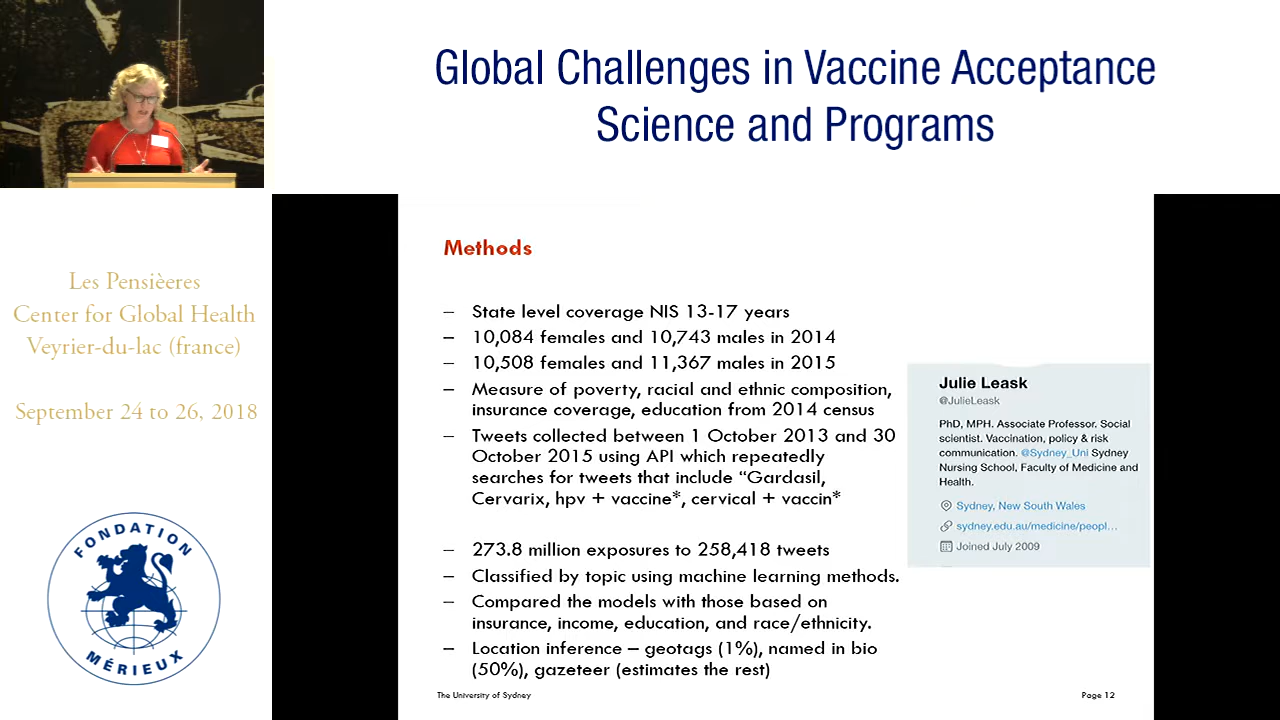 Global Challenges in Vaccine Acceptance
Science and Programs
Les Pensièeres
Center for Global Health
Veyrier-du-lac (france)
September 24 to 26, 2018
FONDATION
MÉRIEUX
Methods
– State level coverage NIS 13-17 years
– 10,084 females and 10,743 males in 2014
– 10,508 females and 11,367 males in 2015
– Measure of poverty, racial and ethnic composition,
insurance coverage, education from 2014 census
– Tweets collected between 1 October 2013 and 30
October 2015 using API which repeatedly
searches for tweets that include “Gardasil,
Cervarix, hpv + vaccine*, cervical + vaccin*
– 273.8 million exposures to 258,418 tweets
– Classified by topic using machine learning methods.
– Compared the models with those based on
insurance, income, education, and race/ethnicity.
– Location inference – geotags (1%), named in bio
(50%), gazeteer (estimates the rest)
Julie Leask
@JulieLeask
PhD, MPH. Associate Professor. Social
scientist. Vaccination, policy & risk
communication. @Sydney_Uni Sydney
Nursing School, Faculty of Medicine and
Health.
Sydney, New South Wales
sydney.edu.au/medicine/peopl...
Joined July 2009
The University of Sydney
Page 12